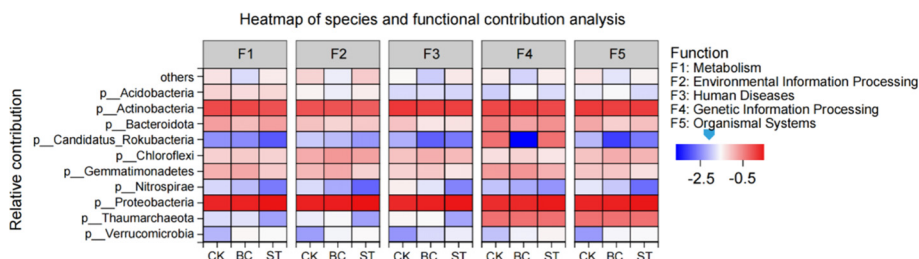 Heatmap of species and functional contribution analysis
F1 F2 F3 F4 F5
Relative contribution
others
p__Acidobacteria
p__Actinobacteria
p__Bacteroidota
p__Candidatus_Rokubacteria
p__Chloroflexi
p__Gemmatimonadetes
p__Nitrospirae
p__Proteobacteria
p__Thaumarchaeota
p__Verrucomicrobia
CK BC ST CK BC ST CK BC ST CK BC ST CK BC ST
Function
F1: Metabolism
F2: Environmental Information Processing
F3: Human Diseases
F4: Genetic Information Processing
F5: Organismal Systems
-2.5 -0.5